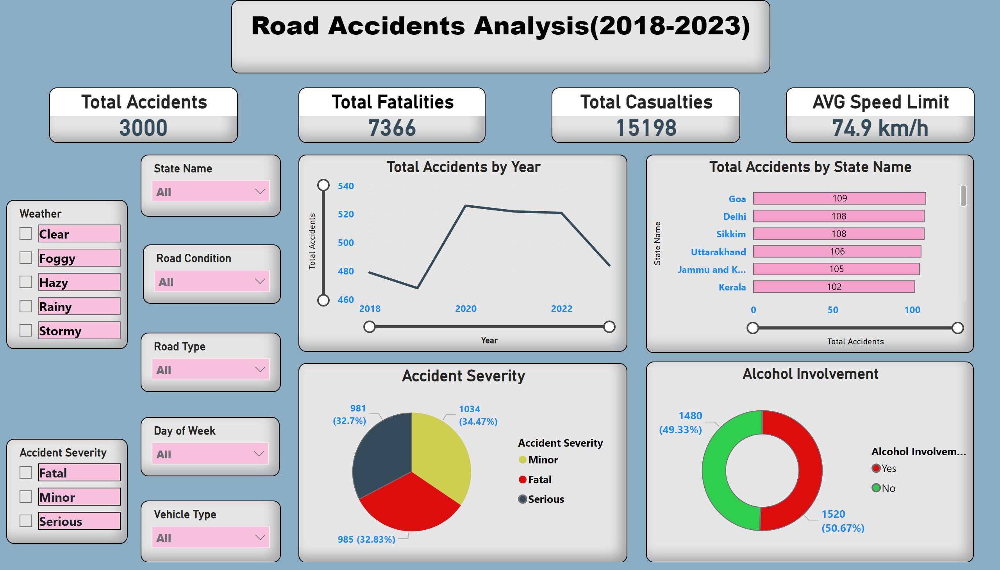 Road Accidents Analysis(2018-2023)
Total Accidents
3000
Total Fatalities
7366
Total Casualties
15198
AVG Speed Limit
74.9 km/h
Weather
Clear
Foggy
Hazy
Rainy
Stormy
Accident Severity
Fatal
Minor
Serious
State Name
All
Road Condition
All
Road Type
All
Day of Week
All
Vehicle Type
All
Total Accidents by Year
Total Accidents
540
520
500
480
460
2018 2020 2022
Year
Total Accidents by State Name
State Name
Goa 109
Delhi 108
Sikkim 108
Uttarakhand 106
Jammu and K... 105
Kerala 102
0 50 100
Total Accidents
Accident Severity
981
(32.7%)
1034
(34.47%)
985 (32.83%)
Accident Severity
Minor
Fatal
Serious
Alcohol Involvement
1480
(49.33%)
1520
(50.67%)
Alcohol Involvem...
Yes
No